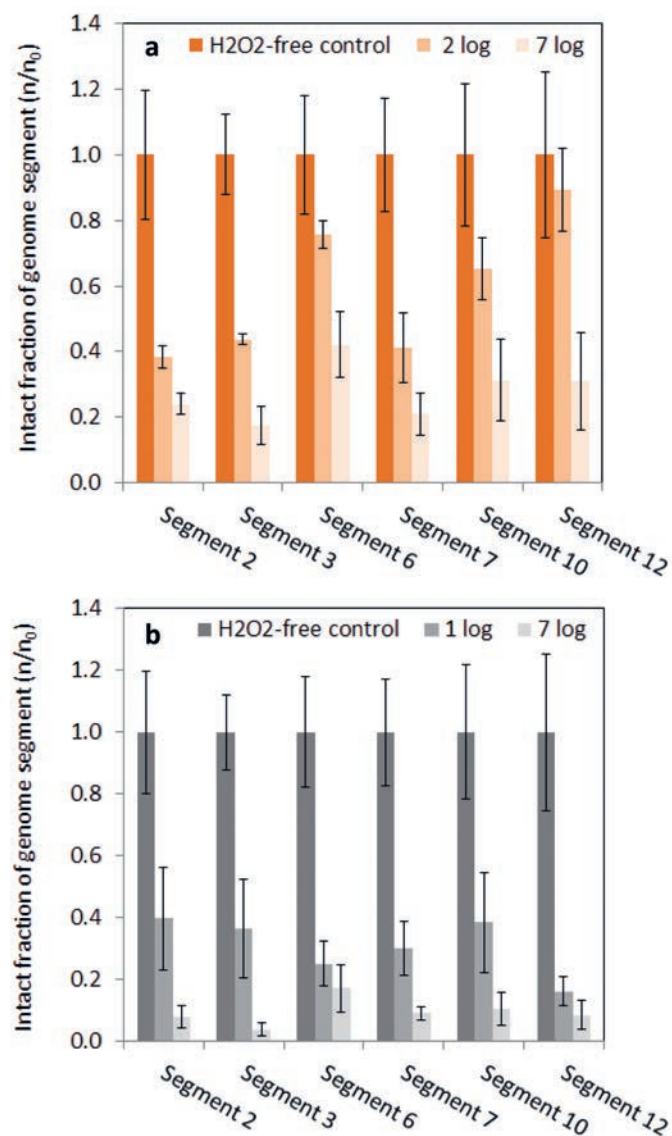 a
H2O2-free control 2 log 7 log
Intact fraction of genome segment (n/n0)
1.4
1.2
1.0
0.8
0.6
0.4
0.2
0.0
Segment 2
Segment 3
Segment 6
Segment 7
Segment 10
Segment 12
b
H2O2-free control 1 log 7 log
Intact fraction of genome segment (n/n0)
1.4
1.2
1.0
0.8
0.6
0.4
0.2
0.0
Segment 2
Segment 3
Segment 6
Segment 7
Segment 10
Segment 12